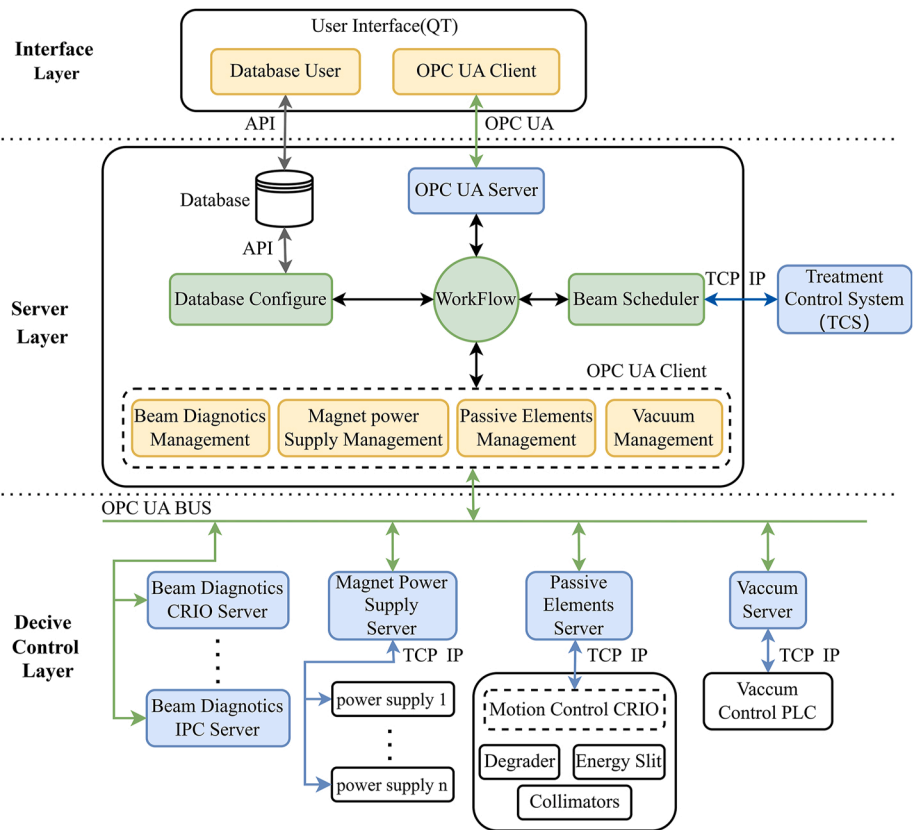 User Interface(QT)
Interface
Layer
Database User
OPC UA Client
API
OPC UA
OPC UA Server
Database
API
Database Configure
WorkFlow
Beam Scheduler
TCP IP
Treatment
Control System
(TCS)
Server
Layer
OPC UA Client
Beam Diagnotics
Management
Magnet power
Supply Management
Passive Elements
Management
Vacuum
Management
OPC UA BUS
Decive
Control
Layer
Beam Diagnotics
CRIO Server
Beam Diagnotics
IPC Server
Magnet Power
Supply
Server
TCP IP
power supply 1
power supply n
Passive
Elements
Server
TCP IP
Motion Control CRIO
Degrader
Energy Slit
Collimators
Vaccum
Server
TCP IP
Vaccum
Control PLC